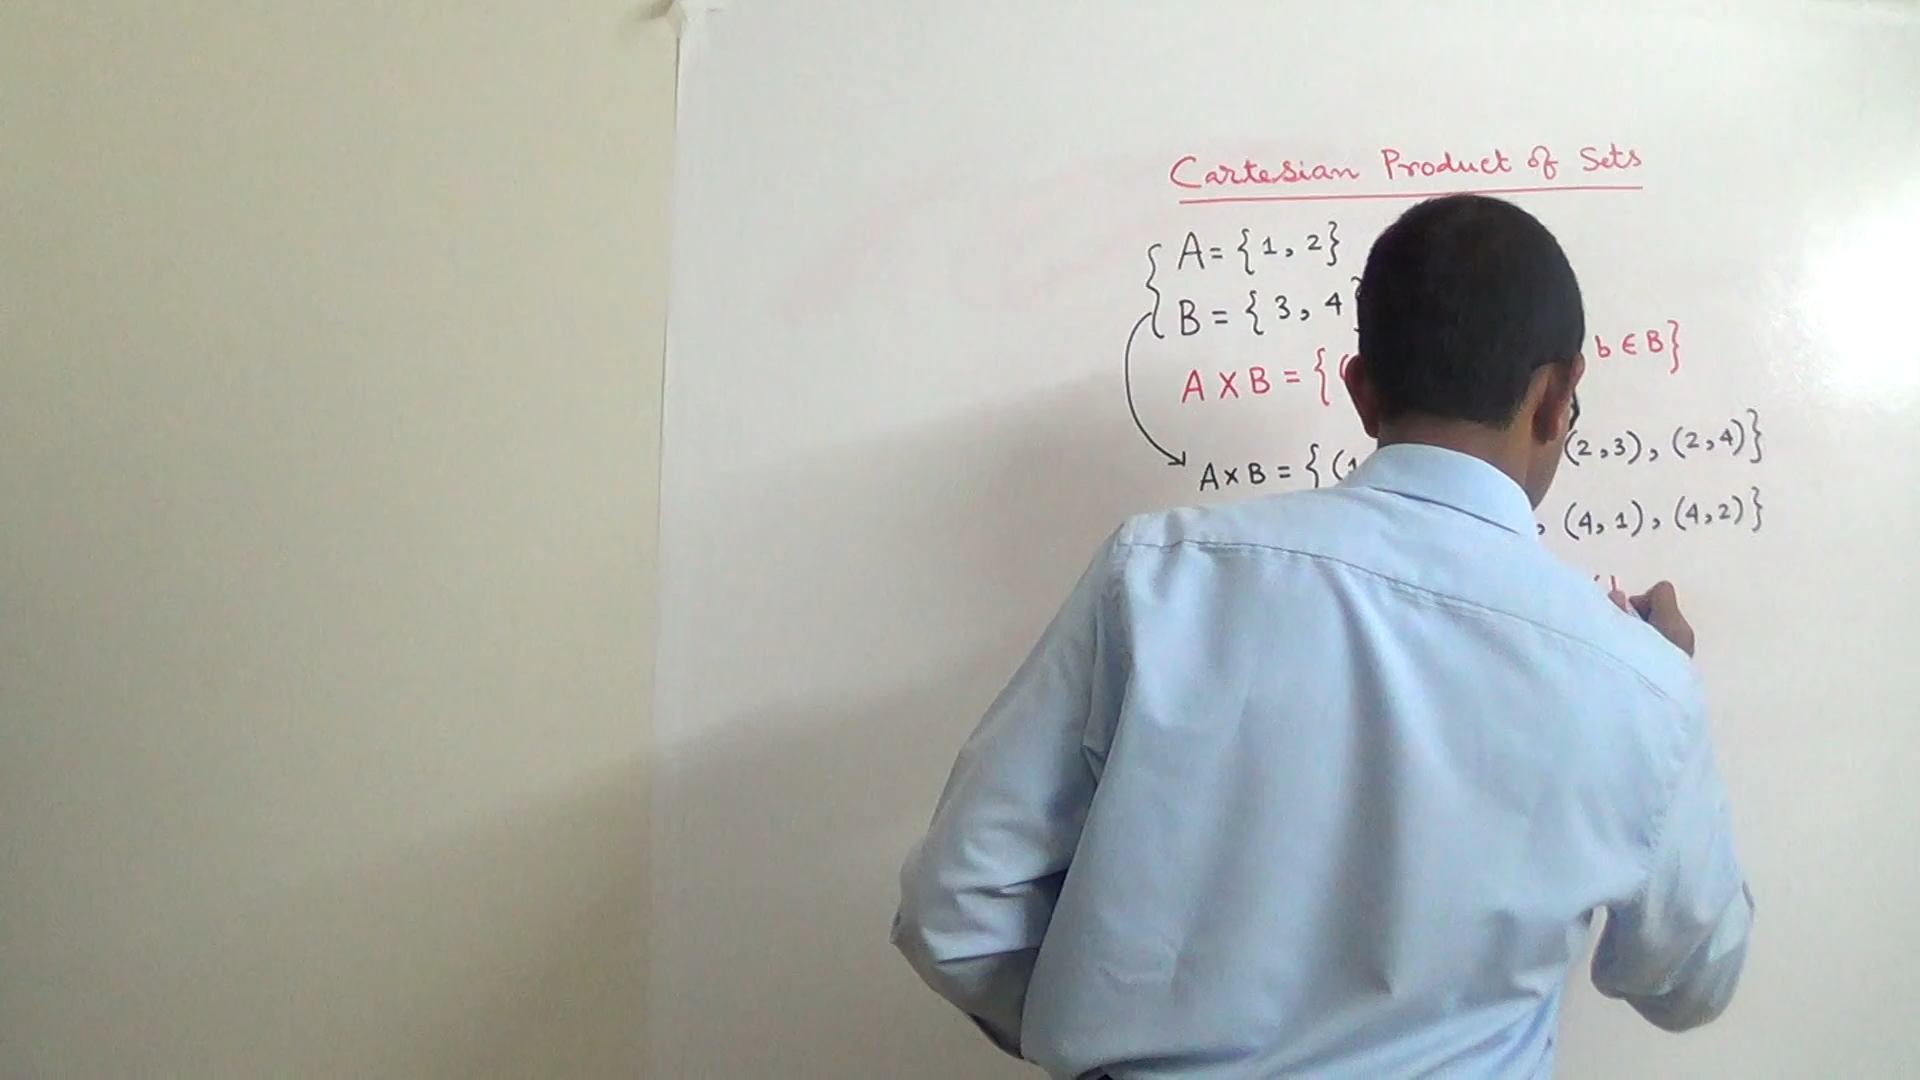 Cartesian Product of Sets
A = {1, 2}
B = {3, 4}
A X B = {( b ∈ B}
A x B = {(1 (2,3), (2,4)}
, (4,1), (4,2)}